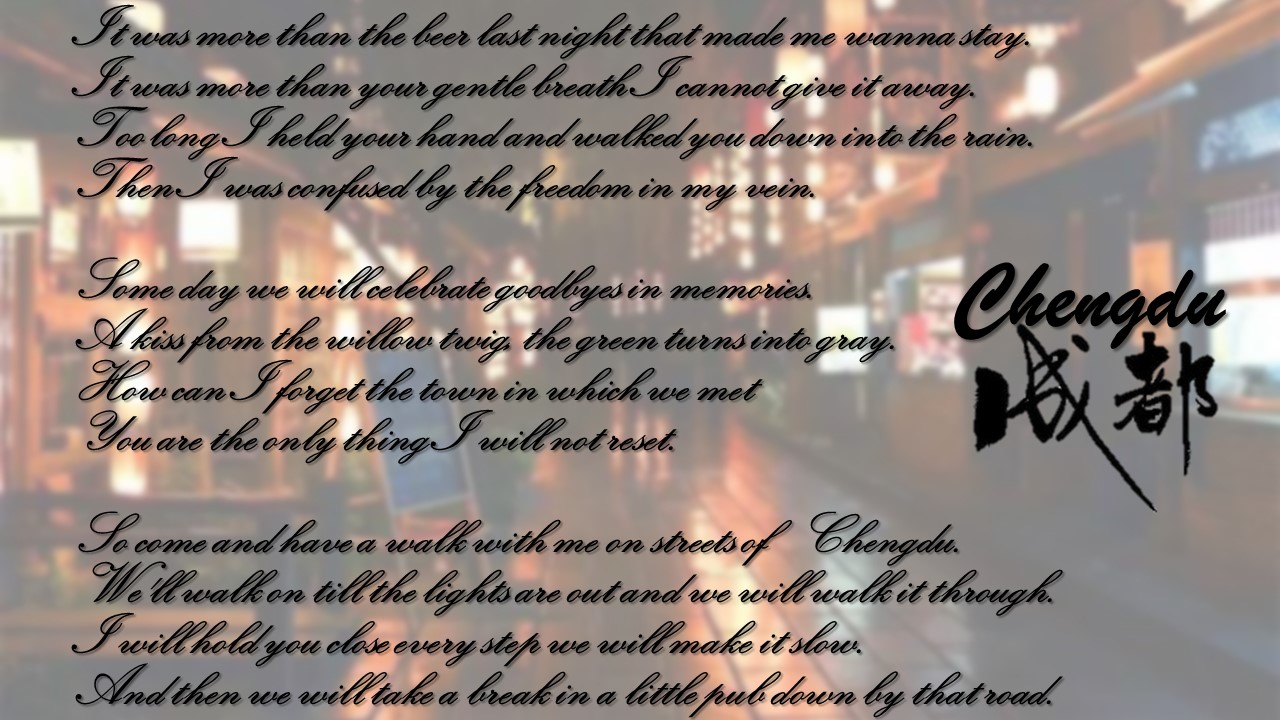 It was more than the beer last night that made me wanna stay.
It was more than your gentle breath I cannot give it away.
Too long I held your hand and walked you down into the rain.
Then I was confused by the freedom in my vein.
Some day we will celebrate goodbyes in memories.
A kiss from the willow twig, the green turns into gray.
How can I forget the town in which we met
You are the only thing I will not reset.
Chengdu
成都
So come and have a walk with me on streets of Chengdu.
We'll walk on till the lights are out and we will walk it through.
I will hold you close every step we will make it slow.
And then we will take a break in a little pub down by that road.